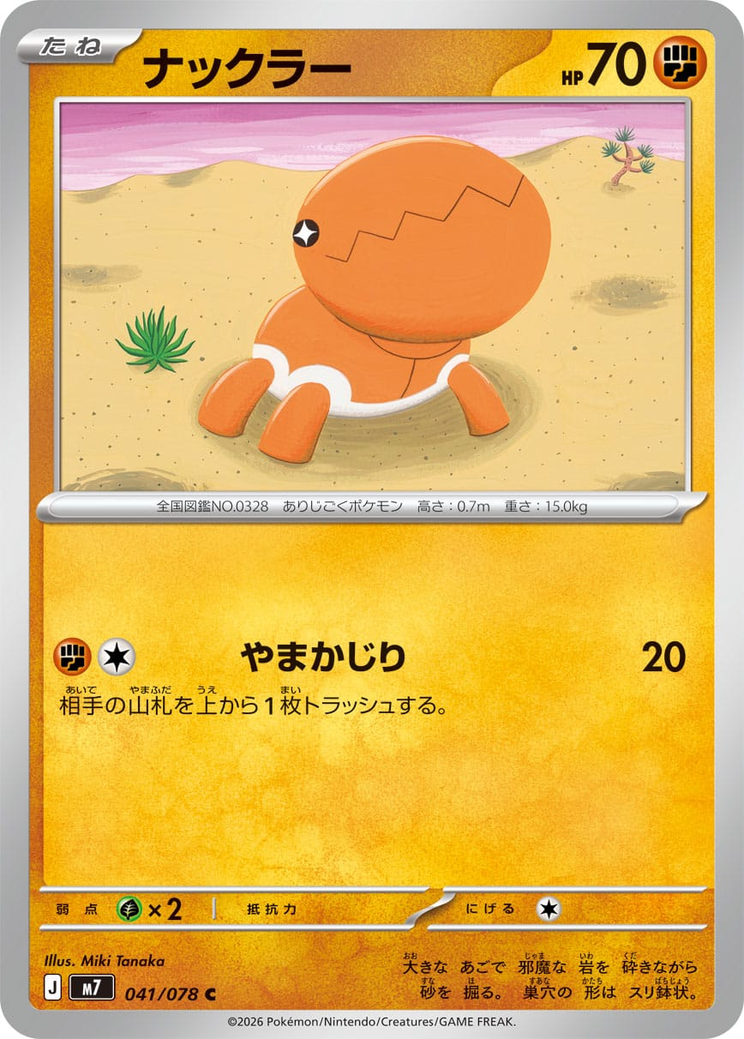 たね
ナックラー
HP70
全国図鑑NO.0328 ありじごくポケモン 高さ：0.7m 重さ：15.0kg
やまかじり 20
相手の山札を上から1枚トラッシュする。
弱点 ×2 抵抗力 にげる
Illus. Miki Tanaka
大きな あごで 邪魔な 岩を 砕きながら
砂を 掘る。 巣穴の 形は スリ鉢状。
J m7 041/078 C
©2026 Pokémon/Nintendo/Creatures/GAME FREAK.